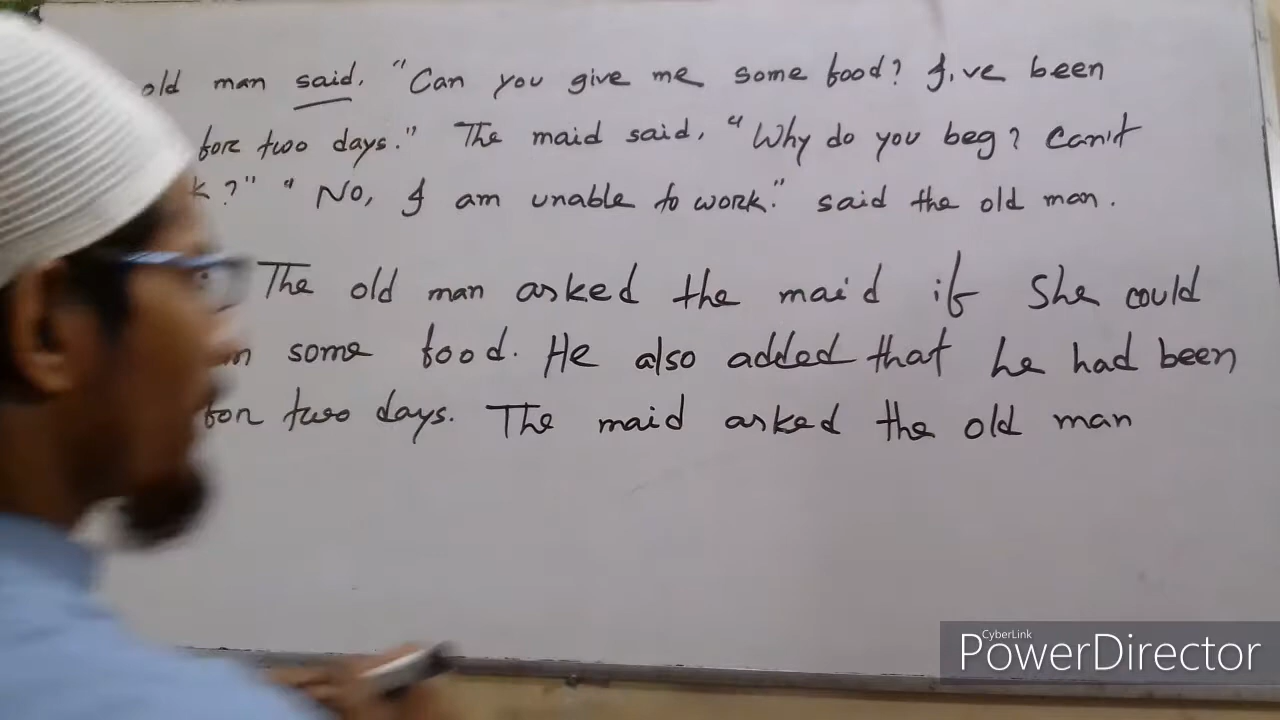 old man said, "Can you give me some food? I've been
for two days." The maid said, "Why do you beg? Can't
k?" "No, I am unable to work." said the old man.
The old man asked the maid if she could
some food. He also added that he had been
for two days. The maid asked the old man
CyberLink
PowerDirector